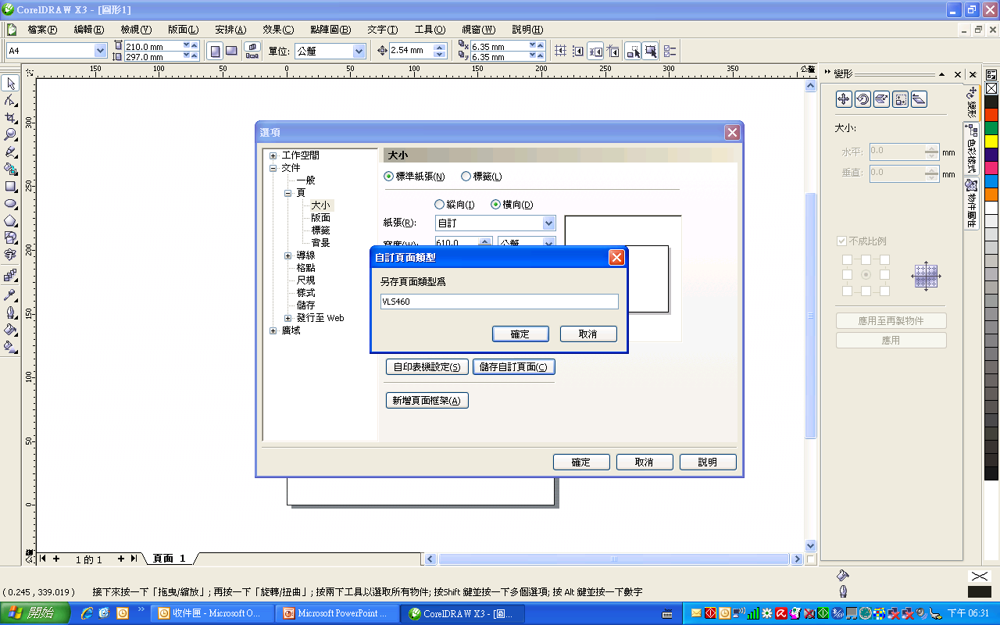 CorelDRAW X3 - [圖形1]
檔案(F) 編輯(E) 檢視(V) 版面(L) 安排(A) 效果(C) 點陣圖(B) 文字(T) 工具(O) 視窗(W) 說明(H)
A4 210.0 mm 297.0 mm 單位: 公釐 2.54 mm 6.35 mm 6.35 mm
150 100 50 0 50 100 150 200 250 300 350 公釐
變形
300
250
200
150
100
50
0
大小:
水平: 0.0 mm
垂直: 0.0 mm
不成比例
應用至再製物件
應用
變形
色彩樣式
物件屬性
選項
工作空間
文件
一般
頁
大小
版面
標籤
背景
導線
格點
尺規
樣式
儲存
發行至 Web
廣域
大小
標準紙張(N) 標籤(L)
縱向(I) 橫向(D)
紙張(R): 自訂
寬度(W): 610.0 公釐
自訂頁面類型
另存頁面類型為
VLS460
確定 取消
自印表機設定(S) 儲存自訂頁面(C)
新增頁面框架(A)
確定 取消 說明
1 的 1 頁面 1
( 0.245 , 339.019 ) 接下來按一下「拖曳/縮放」; 再按一下「旋轉/扭曲」; 按兩下工具以選取所有物件; 按Shift 鍵並按一下多個選項; 按 Alt 鍵並按一下數字
開始 收件匣 - Microsoft O... Microsoft PowerPoint ... CorelDRAW X3 - [圖... 下午 06:31